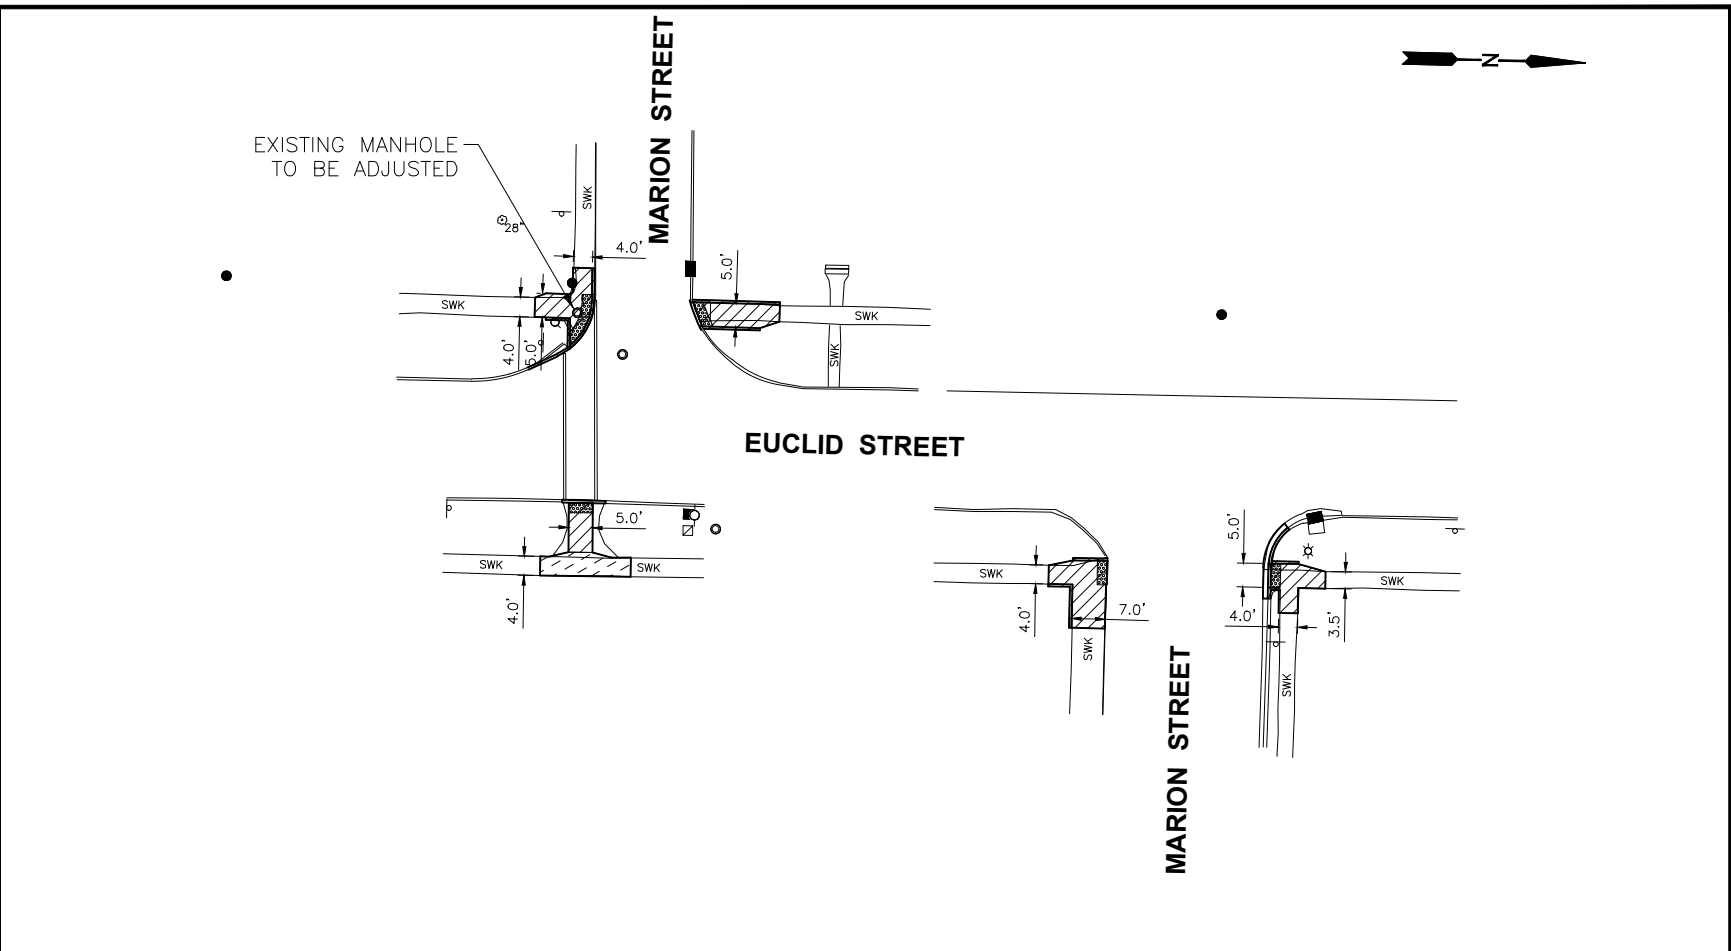 MARION STREET
N
EXISTING MANHOLE
TO BE ADJUSTED
SWK
28"
4.0'
5.0'
SWK
4.0'
5.0'
SWK
SWK
EUCLID STREET
5.0'
SWK
SWK
4.0'
SWK
4.0'
7.0'
SWK
5.0'
4.0'
3.5'
SWK
SWK
MARION STREET